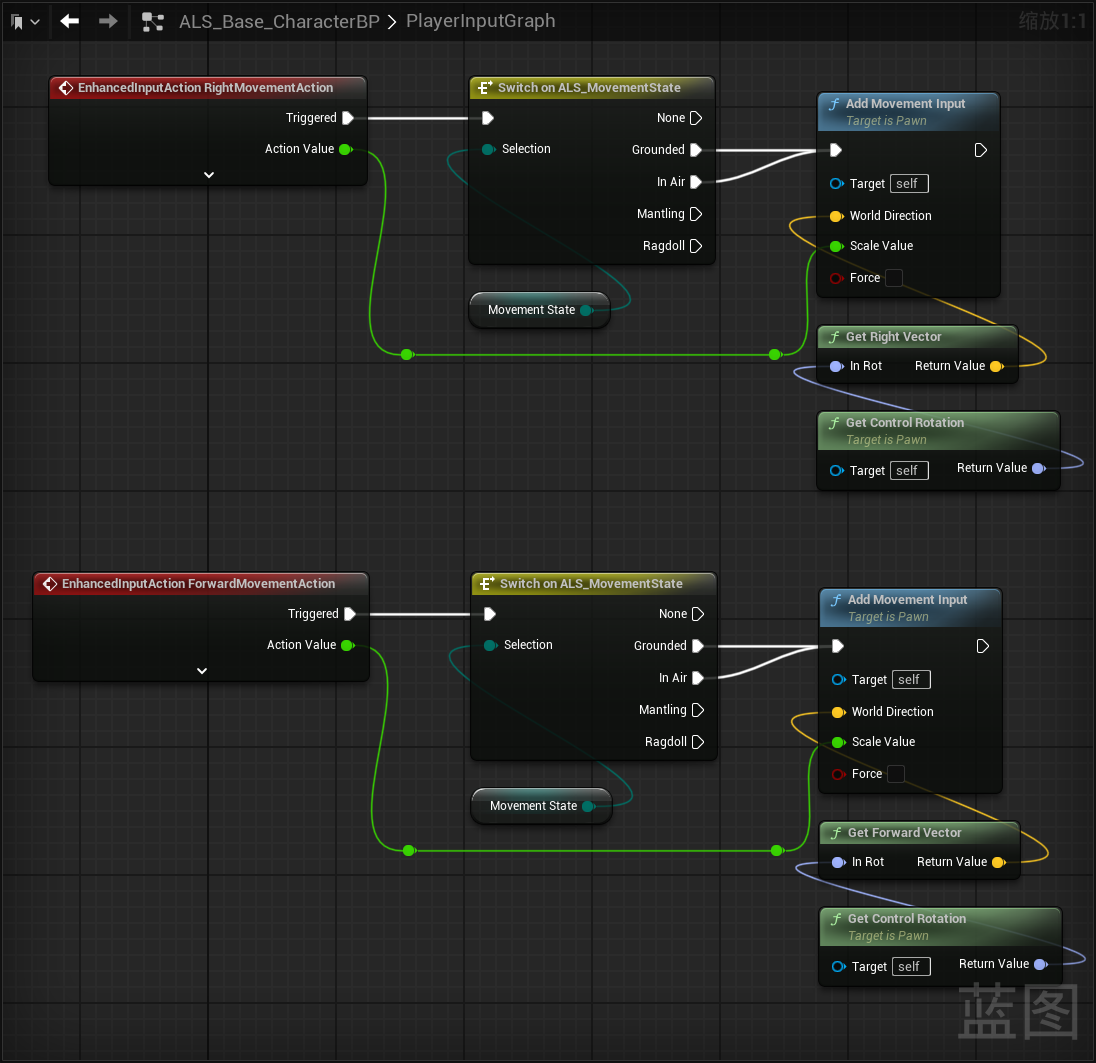 ALS_Base_CharacterBP > PlayerInputGraph
缩放1:1
EnhancedInputAction RightMovementAction
Triggered
Action Value
Switch on ALS_MovementState
None
Selection
Grounded
In Air
Mantling
Ragdoll
Movement State
Add Movement Input
Target is Pawn
Target self
World Direction
Scale Value
Force
Get Right Vector
In Rot Return Value
Get Control Rotation
Target is Pawn
Target self Return Value
EnhancedInputAction ForwardMovementAction
Triggered
Action Value
Switch on ALS_MovementState
None
Selection
Grounded
In Air
Mantling
Ragdoll
Movement State
Add Movement Input
Target is Pawn
Target self
World Direction
Scale Value
Force
Get Forward Vector
In Rot Return Value
Get Control Rotation
Target is Pawn
Target self Return Value
蓝图